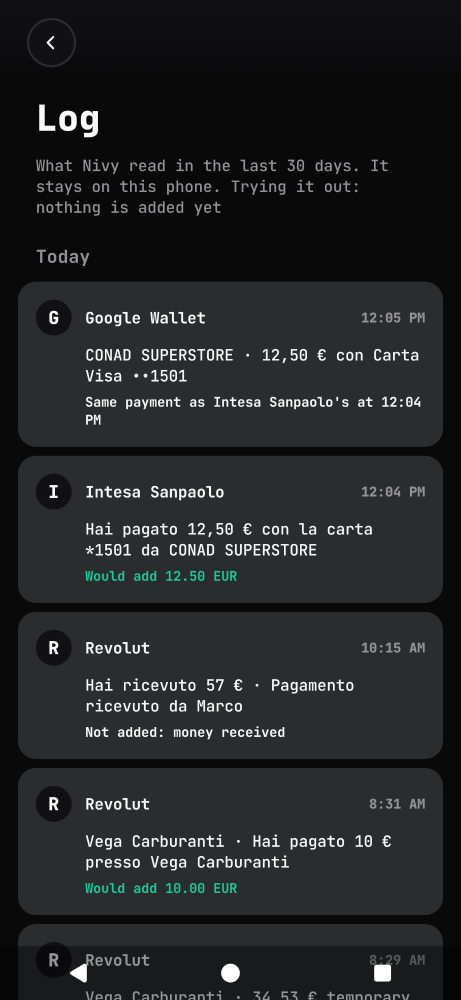 Log
What Nivy read in the last 30 days. It
stays on this phone. Trying it out:
nothing is added yet
Today
G Google Wallet 12:05 PM
CONAD SUPERSTORE · 12,50 € con Carta
Visa ••1501
Same payment as Intesa Sanpaolo's at 12:04
PM
I Intesa Sanpaolo 12:04 PM
Hai pagato 12,50 € con la carta
*1501 da CONAD SUPERSTORE
Would add 12.50 EUR
R Revolut 10:15 AM
Hai ricevuto 57 € · Pagamento
ricevuto da Marco
Not added: money received
R Revolut 8:31 AM
Vega Carburanti · Hai pagato 10 €
presso Vega Carburanti
Would add 10.00 EUR
R Revolut 8:29 AM
Vega Carburanti · 34,53 € temporary